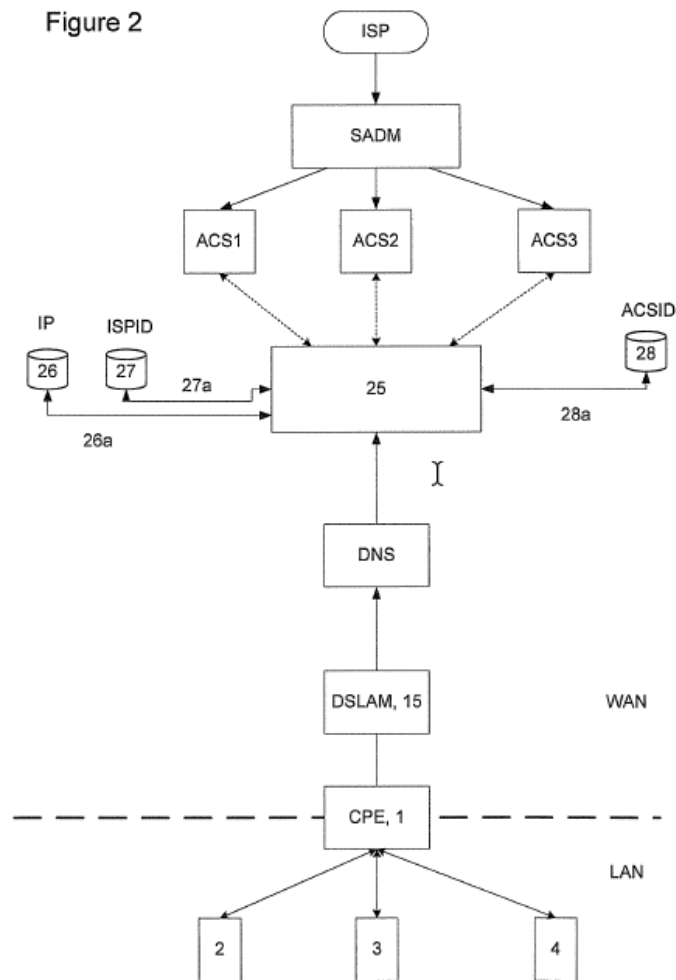 Figure 2
ISP
SADM
ACS1
ACS2
ACS3
IP
ISPID
ACSID
26
27
28
27a
25
26a
28a
DNS
DSLAM, 15
WAN
CPE, 1
LAN
2
3
4